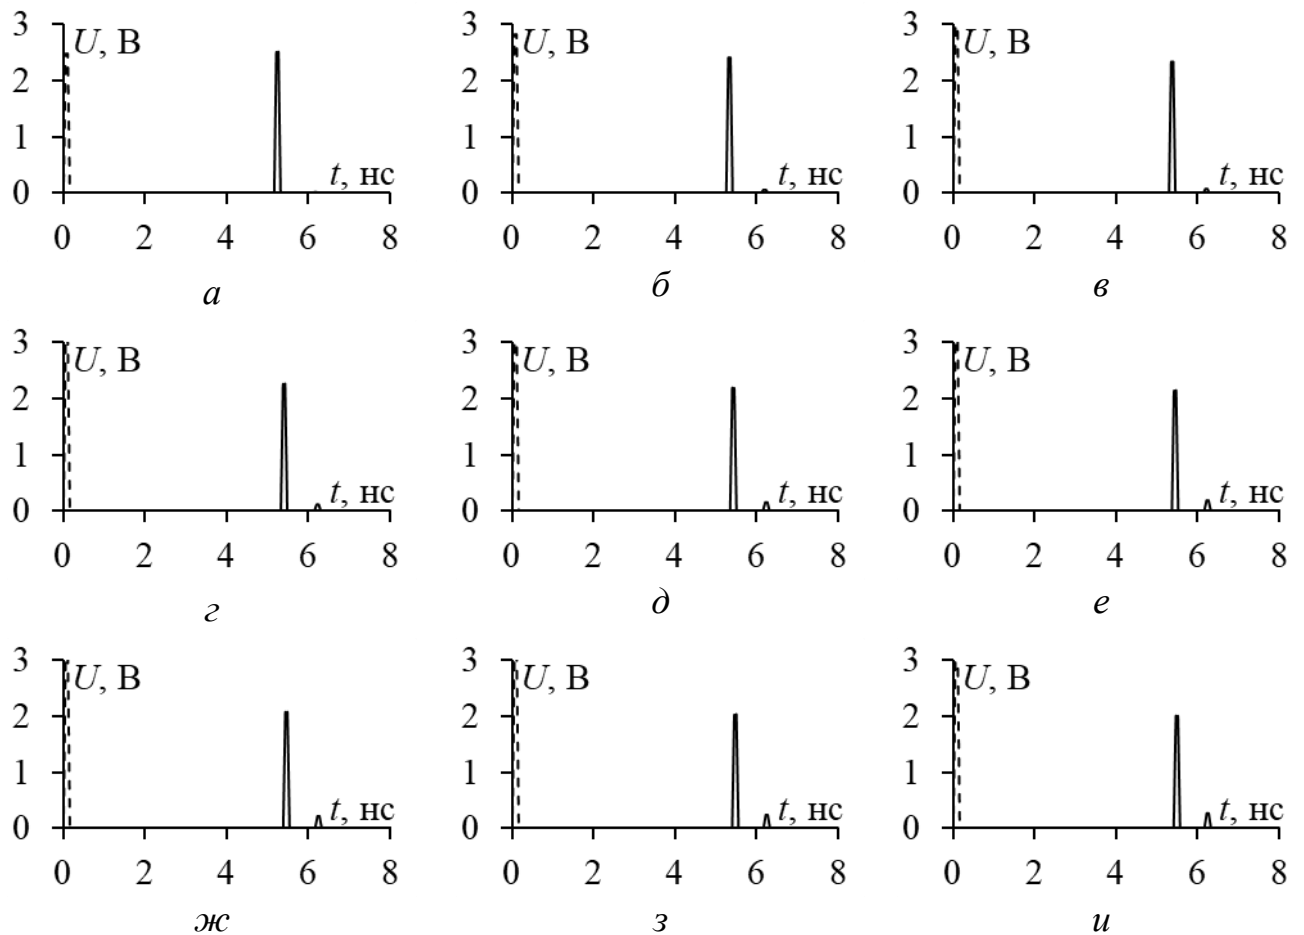 3 U, В 3 U, В 3 U, В
2 2 2
1 1 1
0 t, нс 0 t, нс 0 t, нс
0 2 4 6 8 0 2 4 6 8 0 2 4 6 8
а б в
3 U, В 3 U, В 3 U, В
2 2 2
1 1 1
0 t, нс 0 t, нс 0 t, нс
0 2 4 6 8 0 2 4 6 8 0 2 4 6 8
г д е
3 U, В 3 U, В 3 U, В
2 2 2
1 1 1
0 t, нс 0 t, нс 0 t, нс
0 2 4 6 8 0 2 4 6 8 0 2 4 6 8
ж з и